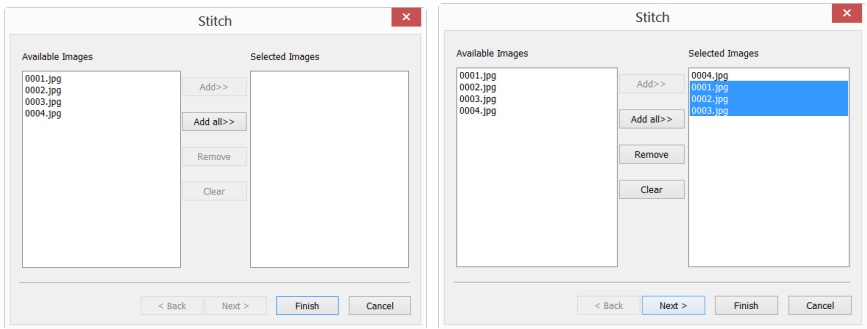 Stitch
Available Images
Selected Images
0001.jpg
0002.jpg
0003.jpg
0004.jpg
Add>>
Add all>>
Remove
Clear
< Back
Next >
Finish
Cancel
Stitch
Available Images
Selected Images
0001.jpg
0002.jpg
0003.jpg
0004.jpg
Add>>
Add all>>
Remove
Clear
0004.jpg
0001.jpg
0002.jpg
0003.jpg
< Back
Next >
Finish
Cancel